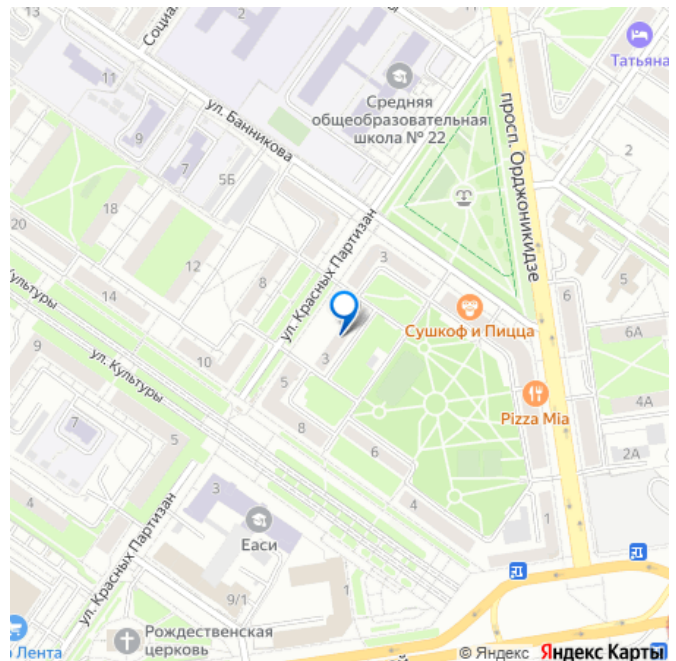 13
Социал
2
Татьяна
11
ул. Банникова
Средняя
общеобразовательная
школа № 22
просп. Орджоникидзе
9
7
5Б
2
18
20
12
8
ул. Красных Партизан
3
5
Культуры
14
6
Сушкоф и Пицца
6А
9
ул. Культуры
10
3
5
Pizza Mia
4А
7
5
8
6
2А
4
3
4
1
Еаси
ул. Красных Партизан
9/1
1
Рождественская
церковь
Лента
© Яндекс Яндекс Карты